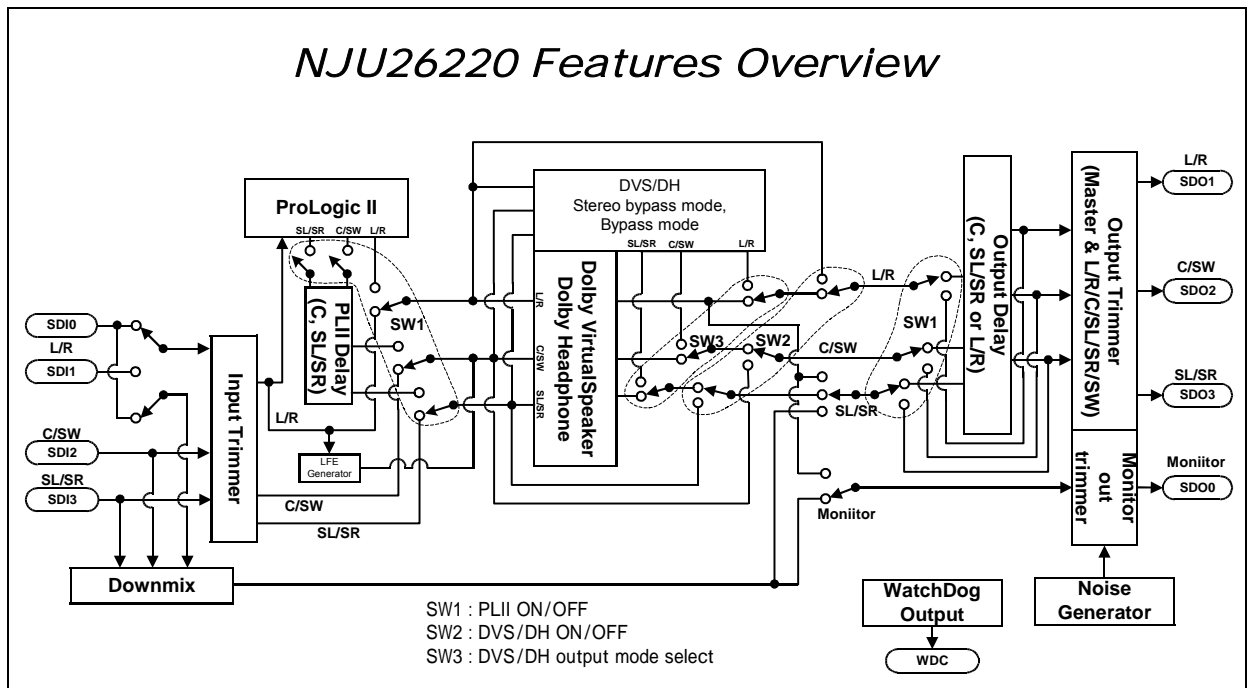 NJU26220 Features Overview
ProLogic II
SL/SR
C/SW
L/R
PLII Delay
(C, SL/SR)
SW1
SDI0
L/R
SDI1
C/SW
SDI2
SL/SR
SDI3
Input Trimmer
L/R
LFE
Generator
C/SW
SL/SR
Downmix
DVS/DH
Stereo bypass mode,
Bypass mode
SL/SR
C/SW
L/R
L/R
C/SW
SL/SR
Dolby VirtualSpeaker
Dolby Headphone
SW3
SW2
L/R
C/SW
SL/SR
SW1
Moniitor
Output Delay
(C, SL/SR or L/R)
Output Trimmer
(Master & L/R/C/SL/SR/SW)
Monitor
out
trimmer
L/R
SDO1
C/SW
SDO2
SL/SR
SDO3
Moniitor
SDO0
Noise
Generator
WatchDog
Output
WDC
SW1 : PLII ON/OFF
SW2 : DVS/DH ON/OFF
SW3 : DVS/DH output mode select